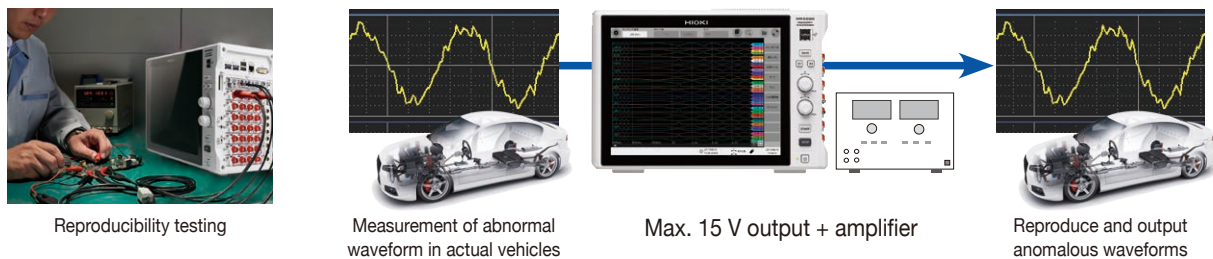 HIOKI
Reproducibility testing
Measurement of abnormal
waveform in actual vehicles
Max. 15 V output + amplifier
Reproduce and output
anomalous waveforms